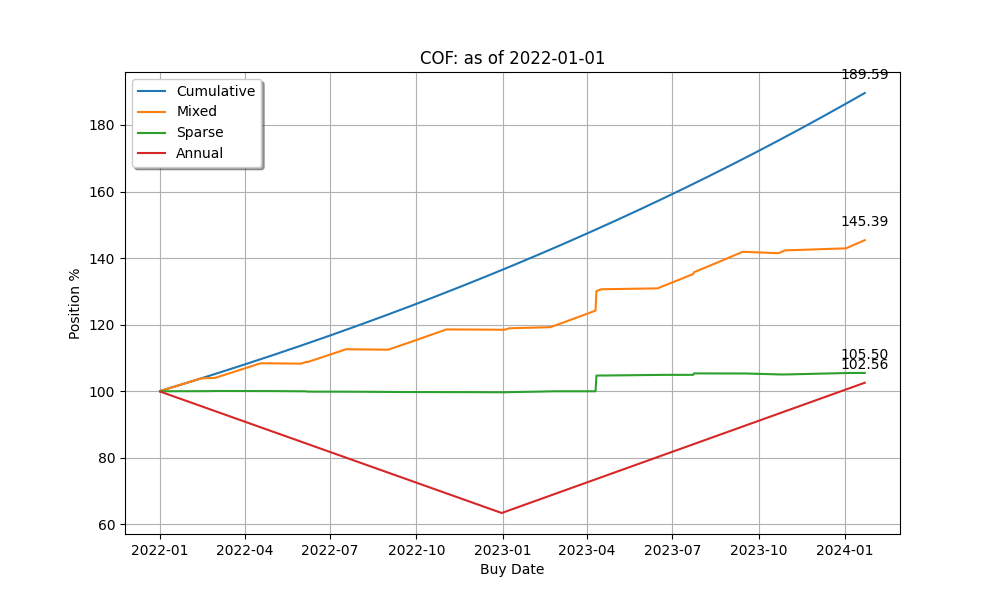 COF: as of 2022-01-01
Cumulative
Mixed
Sparse
Annual
189.59
145.39
105.50
102.56
180
160
140
120
100
80
60
Position %
2022-01
2022-04
2022-07
2022-10
2023-01
2023-04
2023-07
2023-10
2024-01
Buy Date